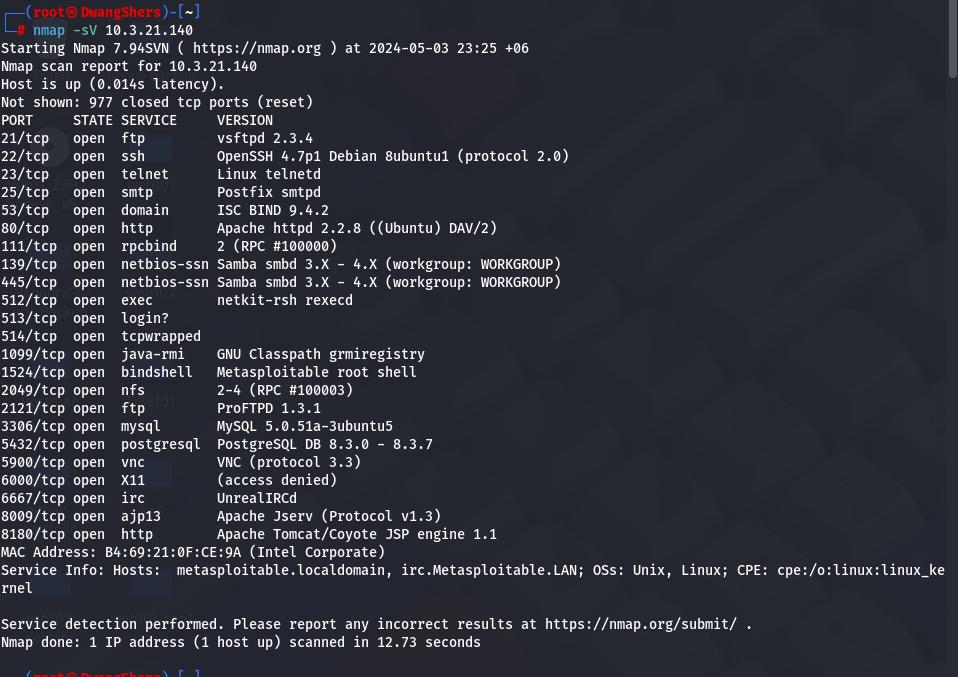 ┌──(root㉿DwangShers)-[~]
└─# nmap -sV 10.3.21.140
Starting Nmap 7.94SVN ( https://nmap.org ) at 2024-05-03 23:25 +06
Nmap scan report for 10.3.21.140
Host is up (0.014s latency).
Not shown: 977 closed tcp ports (reset)
PORT     STATE SERVICE     VERSION
21/tcp   open  ftp         vsftpd 2.3.4
22/tcp   open  ssh         OpenSSH 4.7p1 Debian 8ubuntu1 (protocol 2.0)
23/tcp   open  telnet      Linux telnetd
25/tcp   open  smtp        Postfix smtpd
53/tcp   open  domain      ISC BIND 9.4.2
80/tcp   open  http        Apache httpd 2.2.8 ((Ubuntu) DAV/2)
111/tcp  open  rpcbind     2 (RPC #100000)
139/tcp  open  netbios-ssn Samba smbd 3.X - 4.X (workgroup: WORKGROUP)
445/tcp  open  netbios-ssn Samba smbd 3.X - 4.X (workgroup: WORKGROUP)
512/tcp  open  exec        netkit-rsh rexecd
513/tcp  open  login?
514/tcp  open  tcpwrapped
1099/tcp open  java-rmi    GNU Classpath grmiregistry
1524/tcp open  bindshell   Metasploitable root shell
2049/tcp open  nfs         2-4 (RPC #100003)
2121/tcp open  ftp         ProFTPD 1.3.1
3306/tcp open  mysql       MySQL 5.0.51a-3ubuntu5
5432/tcp open  postgresql  PostgreSQL DB 8.3.0 - 8.3.7
5900/tcp open  vnc         VNC (protocol 3.3)
6000/tcp open  X11         (access denied)
6667/tcp open  irc         UnrealIRCd
8009/tcp open  ajp13       Apache Jserv (Protocol v1.3)
8180/tcp open  http        Apache Tomcat/Coyote JSP engine 1.1
MAC Address: B4:69:21:0F:CE:9A (Intel Corporate)
Service Info: Hosts:  metasploitable.localdomain, irc.Metasploitable.LAN; OSs: Unix, Linux; CPE: cpe:/o:linux:linux_ke
rnel

Service detection performed. Please report any incorrect results at https://nmap.org/submit/ .
Nmap done: 1 IP address (1 host up) scanned in 12.73 seconds

(root㉿DwangShers)-[~]